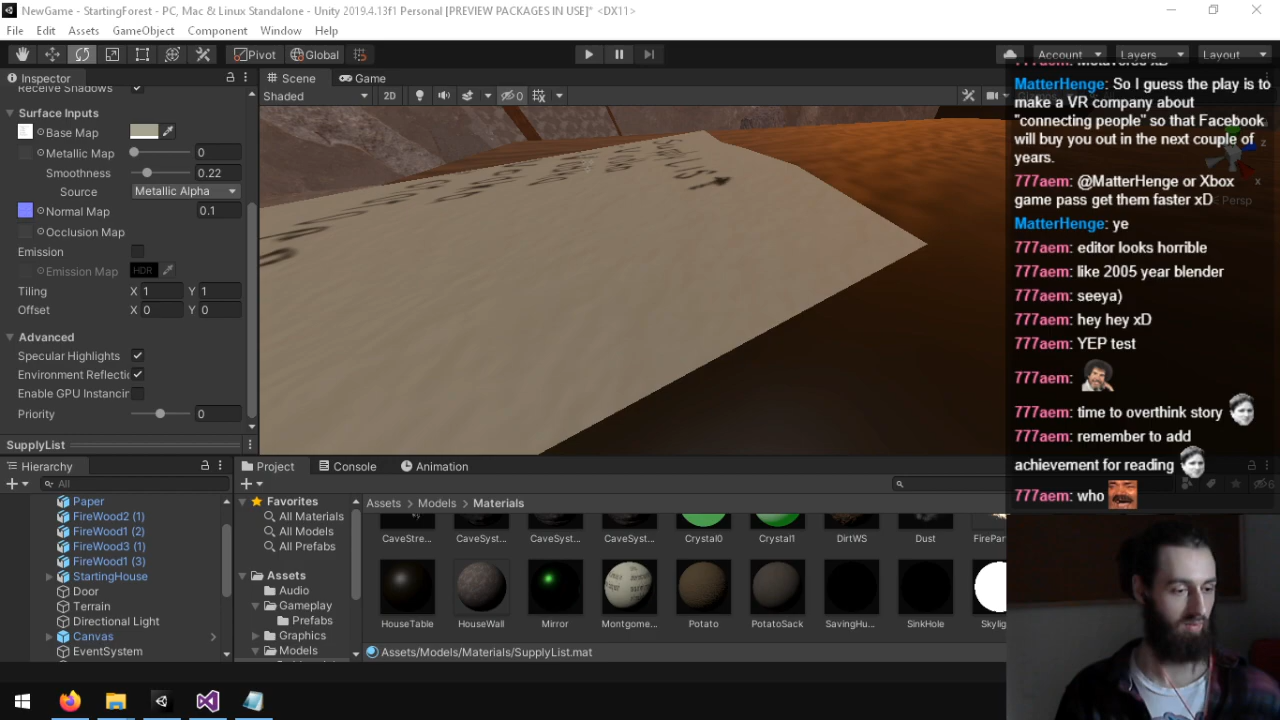 NewGame - StartingForest - PC, Mac & Linux Standalone - Unity 2019.4.13f1 Personal [PREVIEW PACKAGES IN USE]* <DX11>
File Edit Assets GameObject Component Window Help
Pivot Global Account Layers Layout
Inspector Scene Game
Shaded 2D 0
Receive Shadows
Surface Inputs
Base Map
Metallic Map 0
Smoothness 0.22
Source Metallic Alpha
Normal Map 0.1
Occlusion Map
Emission
Emission Map HDR
Tiling X 1 Y 1
Offset X 0 Y 0
Advanced
Specular Highlights
Environment Reflectic
Enable GPU Instancin
Priority 0
SupplyList
MatterHenge: So I guess the play is to
make a VR company about
"connecting people" so that Facebook
will buy you out in the next couple of
years.
777aem: @MatterHenge or Xbox
game pass get them faster xD
MatterHenge: ye
777aem: editor looks horrible
777aem: like 2005 year blender
777aem: seeya)
777aem: hey hey xD
777aem: YEP test
777aem:
777aem: time to overthink story
777aem: remember to add
achievement for reading
777aem: who
Z
X
Persp
Hierarchy
All
Paper
FireWood2 (1)
FireWood1 (2)
FireWood3 (1)
FireWood1 (3)
StartingHouse
Door
Terrain
Directional Light
Canvas
EventSystem
Project Console Animation
6
Favorites
All Materials
All Models
All Prefabs
Assets
Audio
Gameplay
Prefabs
Graphics
Models
Assets Models Materials
CaveStre... CaveSyst... CaveSyst... CaveSyst... Crystal0 Crystal1 DirtWS Dust FirePar
HouseTable HouseWall Mirror Montgome... Potato PotatoSack SavingHu... SinkHole Skylig
Assets/Models/Materials/SupplyList.mat